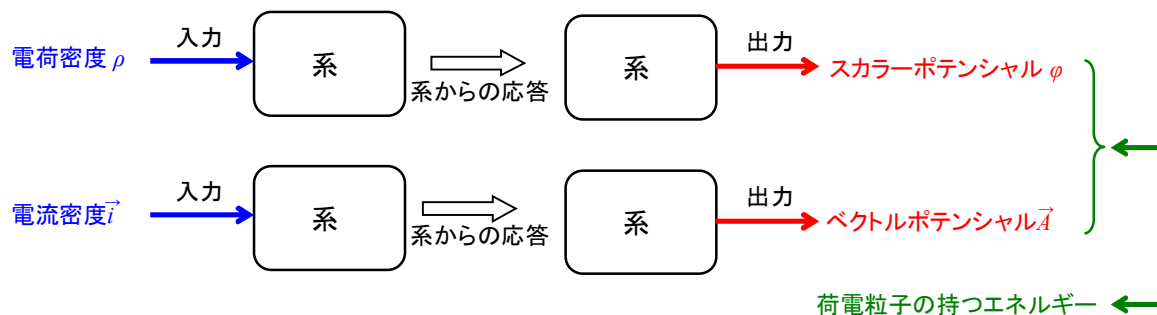 電荷密度 ρ 入力 系 系からの応答 系 出力 スカラーポテンシャル φ
電流密度 i⃗ 入力 系 系からの応答 系 出力 ベクトルポテンシャル A⃗
荷電粒子の持つエネルギー